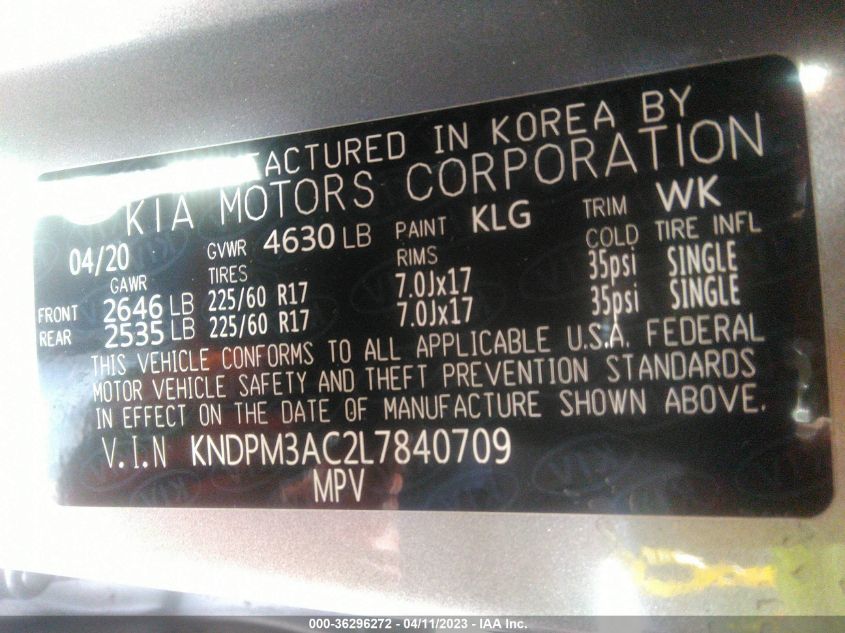 IN KOREA BY
KIA MOTORS CORPORATION
04/20 GVWR 4630 LB PAINT KLG TRIM WK
GAWR TIRES RIMS COLD TIRE INFL
FRONT 2646 LB 225/60 R17 7.0Jx17 35psi SINGLE
REAR 2535 LB 225/60 R17 7.0Jx17 35psi SINGLE
THIS VEHICLE CONFORMS TO ALL APPLICABLE U.S.A. FEDERAL
MOTOR VEHICLE SAFETY AND THEFT PREVENTION STANDARDS
IN EFFECT ON THE DATE OF MANUFACTURE SHOWN ABOVE.
V.I.N KNDPM3AC2L7840709
MPV
000-36296272 - 04/11/2023 - IAA Inc.